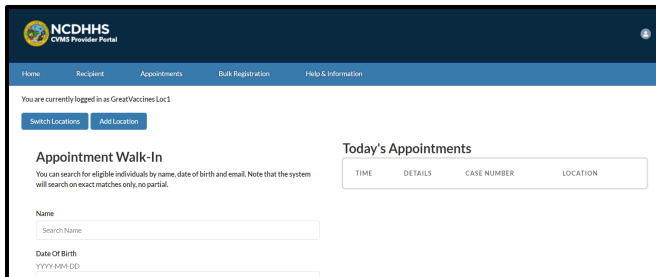 NCDHHS
CVMS Provider Portal
Home Recipient Appointments Bulk Registration Help & Information
You are currently logged in as GreatVaccines Loc1
Switch Locations Add Location
Appointment Walk-In
You can search for eligible individuals by name, date of birth and email. Note that the system
will search on exact matches only, no partial.
Name
Search Name
Date Of Birth
YYYY-MM-DD
Today's Appointments
TIME DETAILS CASE NUMBER LOCATION